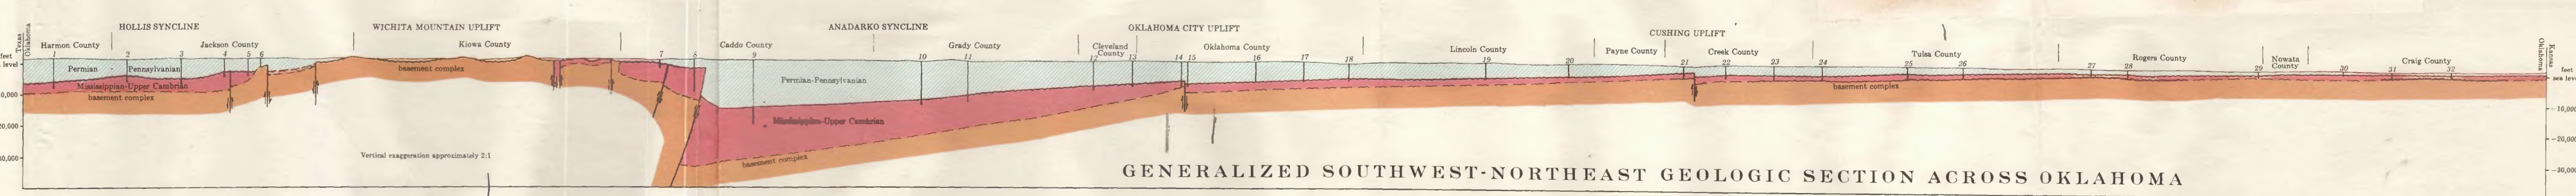 HOLLIS SYNCLINE
WICHITA MOUNTAIN UPLIFT
ANADARKO SYNCLINE
OKLAHOMA CITY UPLIFT
CUSHING UPLIFT
Texas
Oklahoma
Harmon County
Jackson County
Kiowa County
Caddo County
Grady County
Cleveland
County
Oklahoma County
Lincoln County
Payne County
Creek County
Tulsa County
Rogers County
Nowata
County
Craig County
Oklahoma
Kansas
feet
level
1 2 3 4 5 6 7 8 9 10 11 12 13 14 15 16 17 18 19 20 21 22 23 24 25 26 27 28 29 30 31 32
feet
sea level
Permian
Pennsylvanian
Mississippian-Upper Cambrian
basement complex
basement complex
Permian-Pennsylvanian
Mississippian-Upper Cambrian
basement complex
basement complex
0,000
20,000
30,000
-10,000
-20,000
-30,000
Vertical exaggeration approximately 2:1
GENERALIZED SOUTHWEST-NORTHEAST GEOLOGIC SECTION ACROSS OKLAHOMA